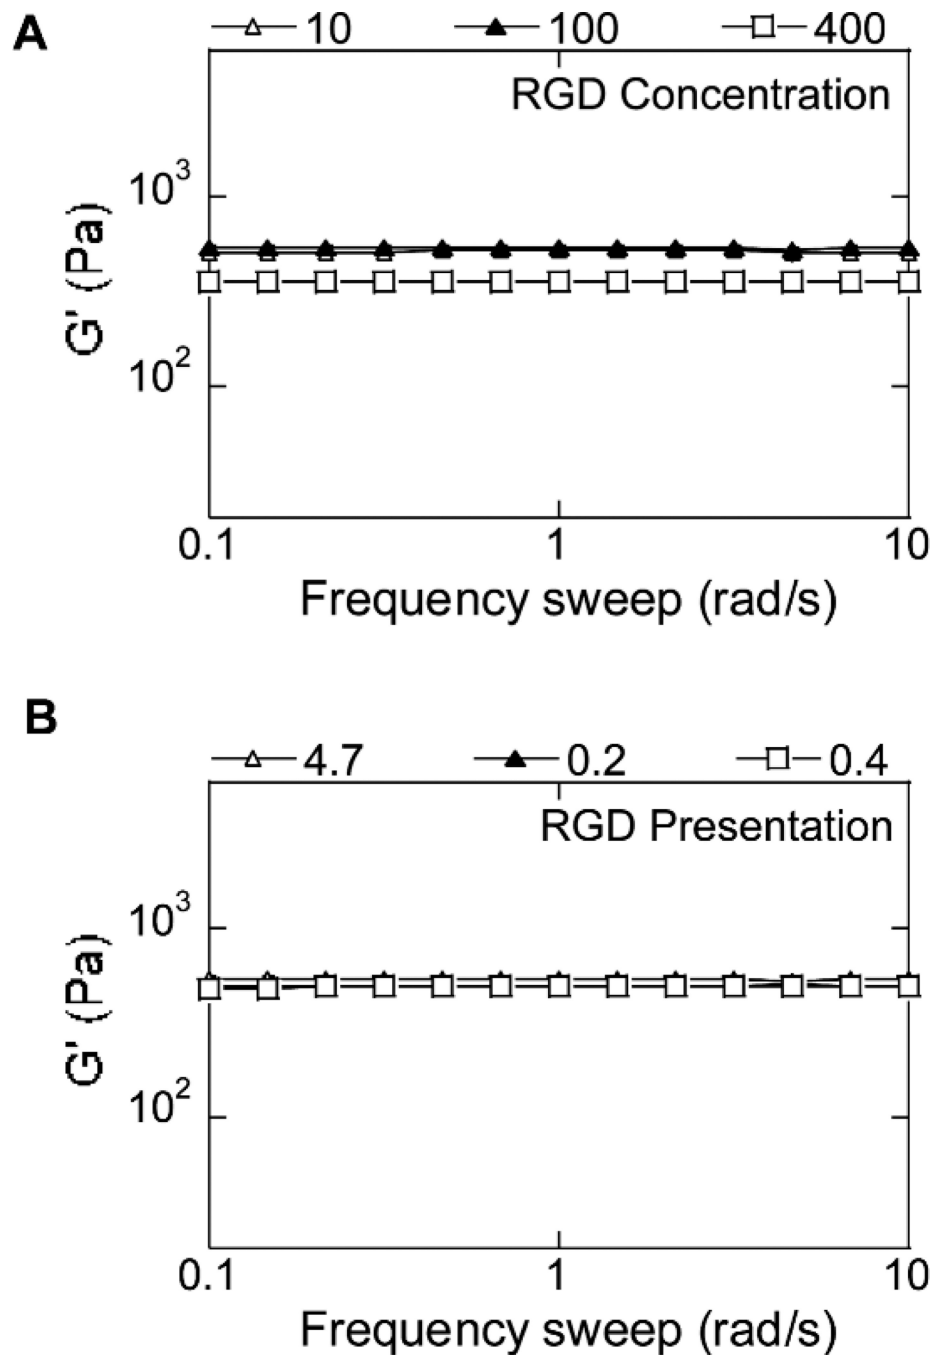 A
10 100 400
RGD Concentration
10³
G' (Pa)
10²
0.1 1 10
Frequency sweep (rad/s)
B
4.7 0.2 0.4
RGD Presentation
10³
G' (Pa)
10²
0.1 1 10
Frequency sweep (rad/s)